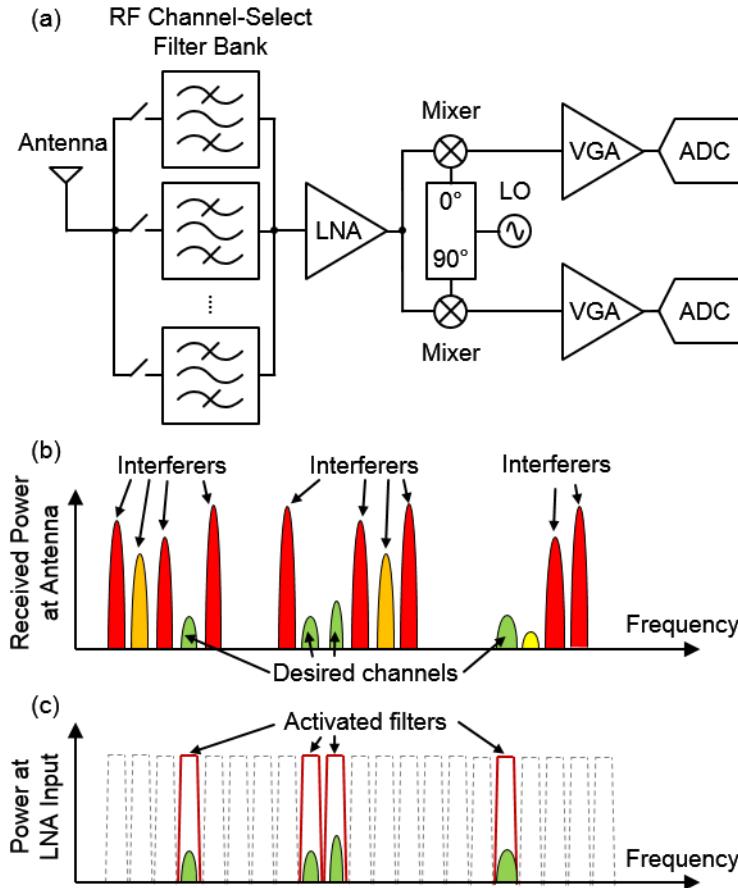 (a)
RF Channel-Select
Filter Bank
Antenna
LNA
Mixer
0°
90°
LO
Mixer
VGA
ADC
VGA
ADC
(b)
Received Power
at Antenna
Interferers
Interferers
Interferers
Desired channels
Frequency
(c)
Power at
LNA Input
Activated filters
Frequency